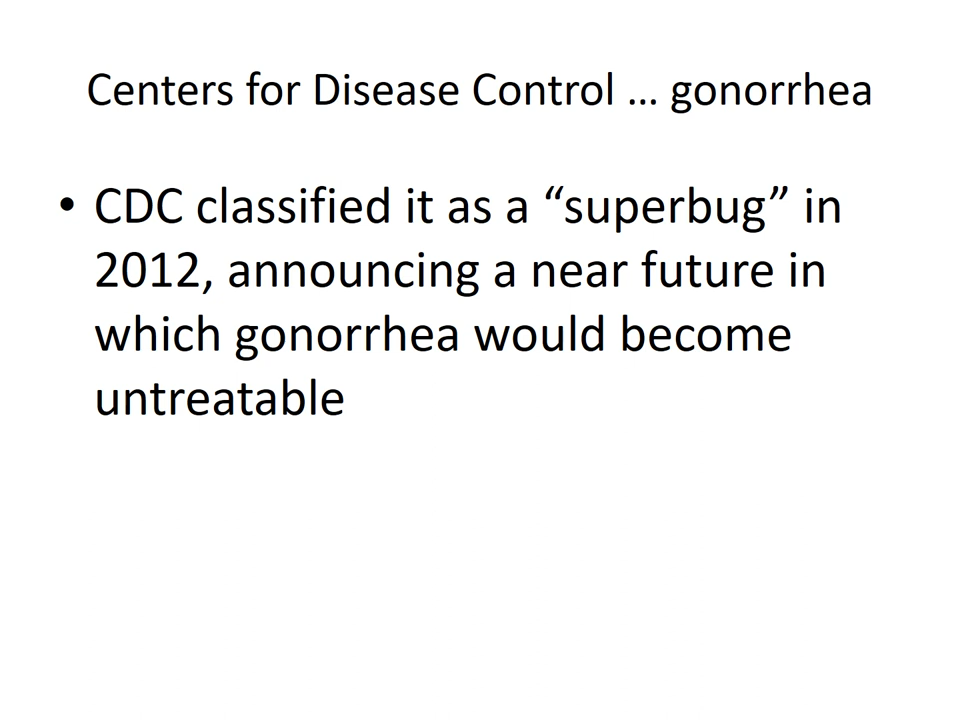 Centers for Disease Control … gonorrhea
• CDC classified it as a “superbug” in
2012, announcing a near future in
which gonorrhea would become
untreatable